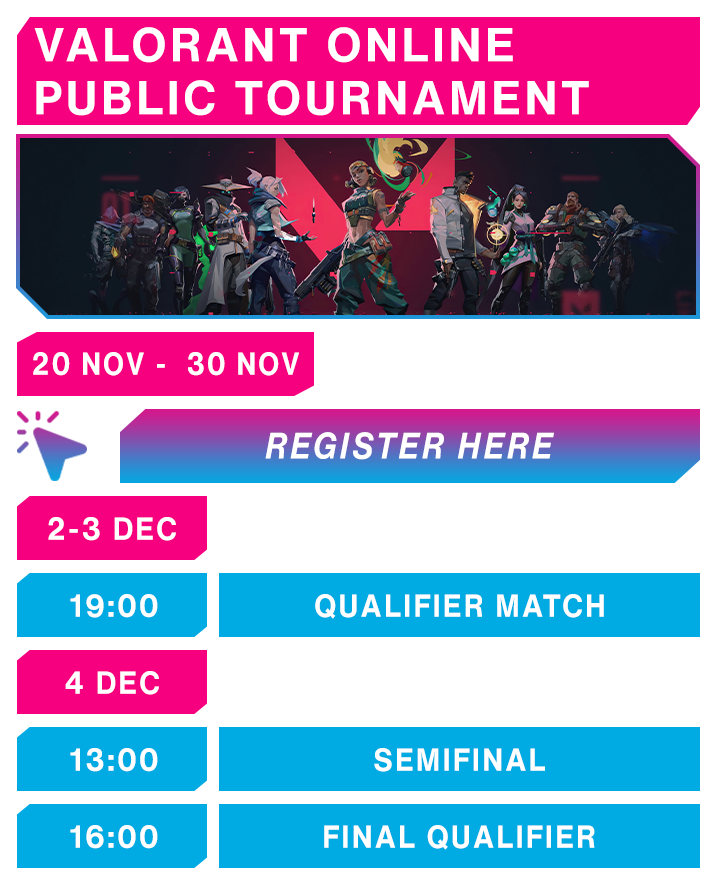 VALORANT ONLINE
PUBLIC TOURNAMENT
20 NOV - 30 NOV
REGISTER HERE
2-3 DEC
19:00 QUALIFIER MATCH
4 DEC
13:00 SEMIFINAL
16:00 FINAL QUALIFIER